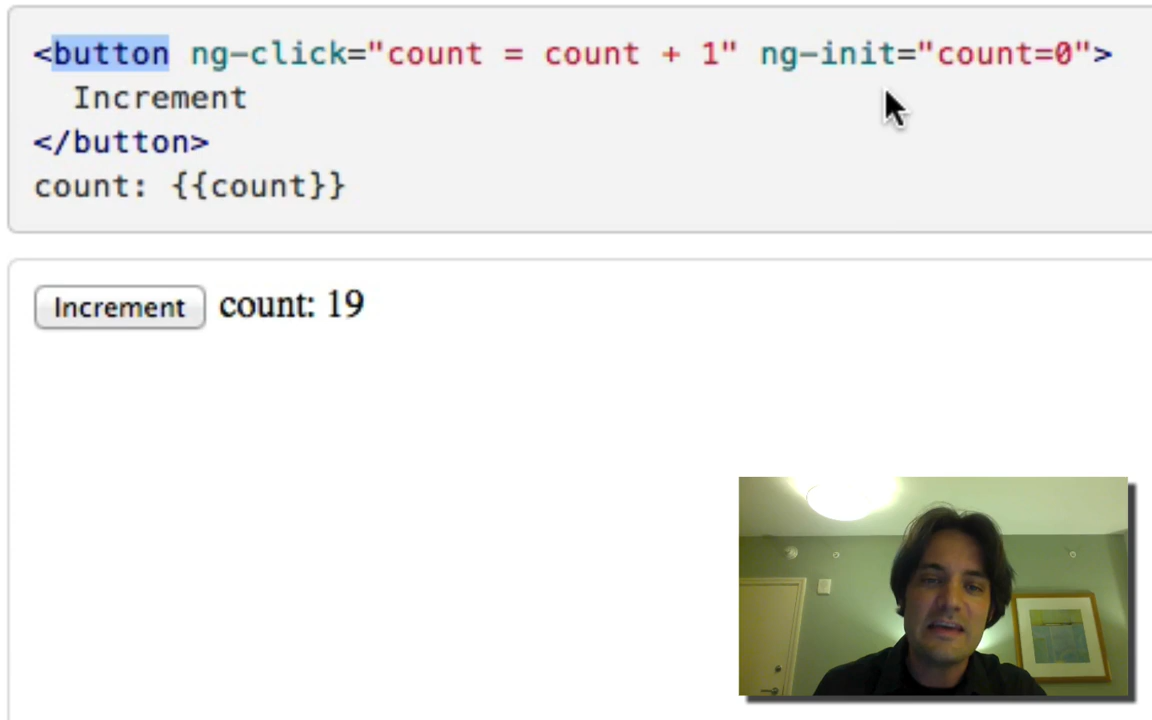 <button ng-click="count = count + 1" ng-init="count=0">
  Increment
</button>
count: {{count}}
Increment count: 19